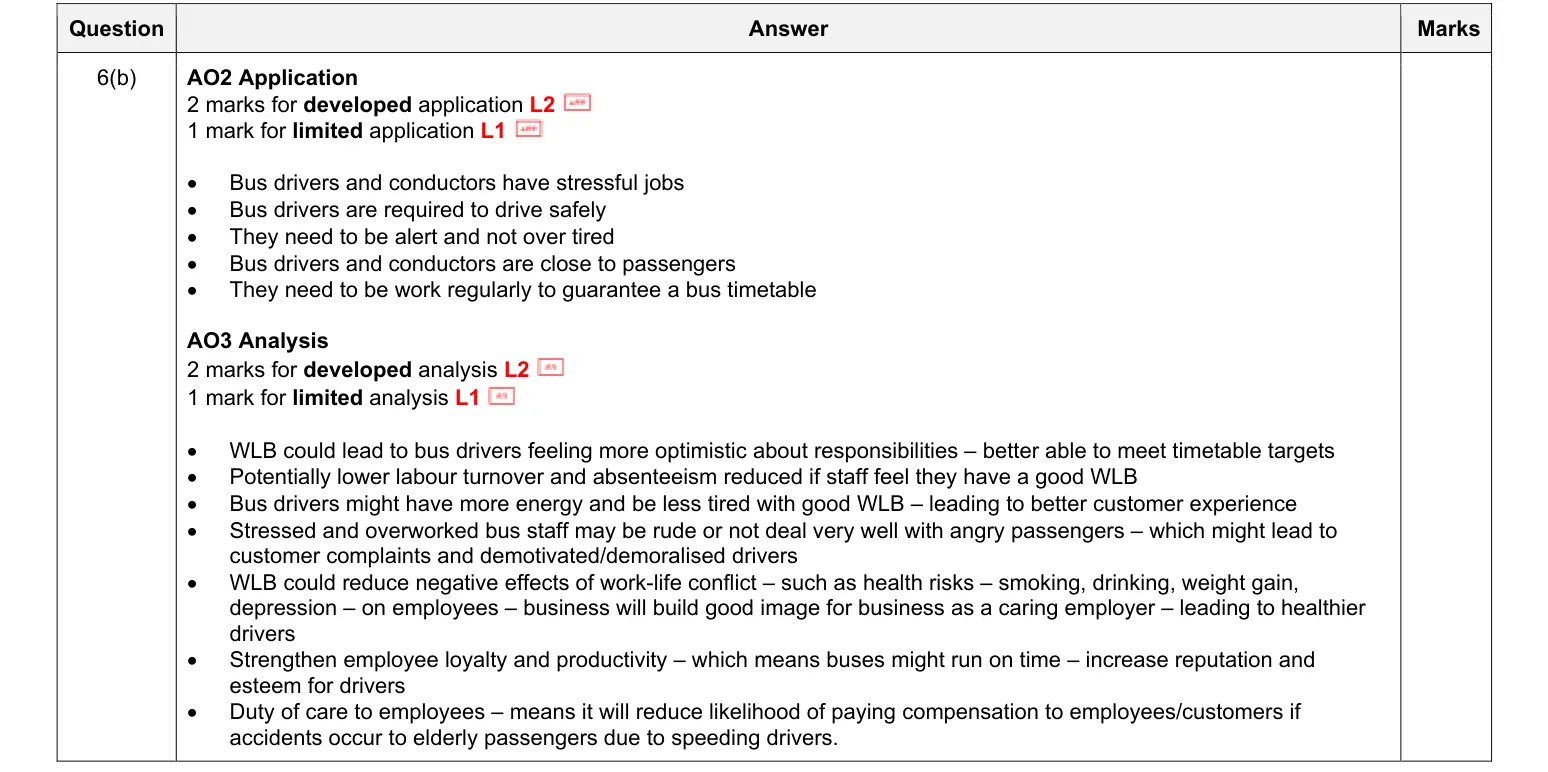 Question Answer Marks
6(b)
AO2 Application
2 marks for developed application L2
1 mark for limited application L1
• Bus drivers and conductors have stressful jobs
• Bus drivers are required to drive safely
• They need to be alert and not over tired
• Bus drivers and conductors are close to passengers
• They need to be work regularly to guarantee a bus timetable
AO3 Analysis
2 marks for developed analysis L2
1 mark for limited analysis L1
• WLB could lead to bus drivers feeling more optimistic about responsibilities – better able to meet timetable targets
• Potentially lower labour turnover and absenteeism reduced if staff feel they have a good WLB
• Bus drivers might have more energy and be less tired with good WLB – leading to better customer experience
• Stressed and overworked bus staff may be rude or not deal very well with angry passengers – which might lead to
customer complaints and demotivated/demoralised drivers
• WLB could reduce negative effects of work-life conflict – such as health risks – smoking, drinking, weight gain,
depression – on employees – business will build good image for business as a caring employer – leading to healthier
drivers
• Strengthen employee loyalty and productivity – which means buses might run on time – increase reputation and
esteem for drivers
• Duty of care to employees – means it will reduce likelihood of paying compensation to employees/customers if
accidents occur to elderly passengers due to speeding drivers.